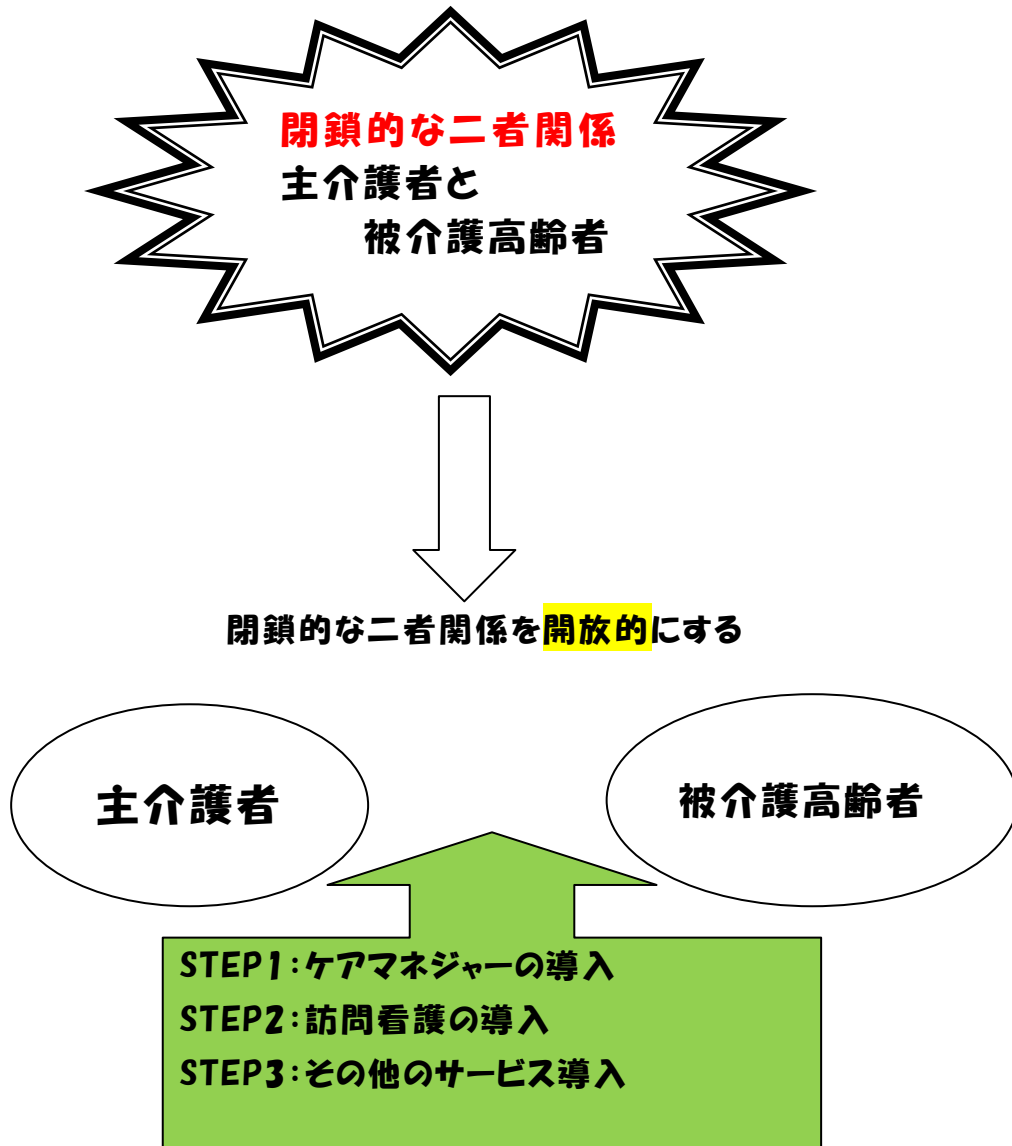 閉鎖的な二者関係
主介護者と
被介護高齢者
閉鎖的な二者関係を開放的にする
主介護者
被介護高齢者
STEP1:ケアマネジャーの導入
STEP2:訪問看護の導入
STEP3:その他のサービス導入